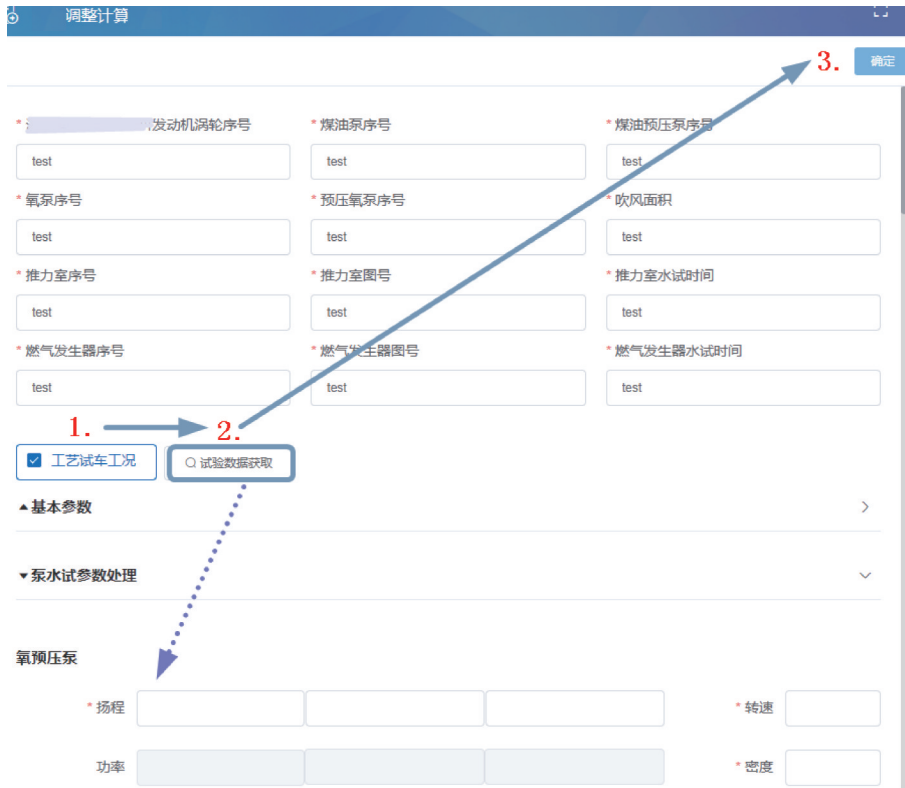 调整计算
3. 确定
* 发动机涡轮序号 * 煤油泵序号 * 煤油预压泵序号
test test test
* 氧泵序号 * 预压氧泵序号 * 吹风面积
test test test
* 推力室序号 * 推力室图号 * 推力室水试时间
test test test
* 燃气发生器序号 * 燃气发生器图号 * 燃气发生器水试时间
test test test
1. 2.
工艺试车工况 试验数据获取
基本参数
泵水试参数处理
氧预压泵
* 扬程 * 转速
功率 * 密度